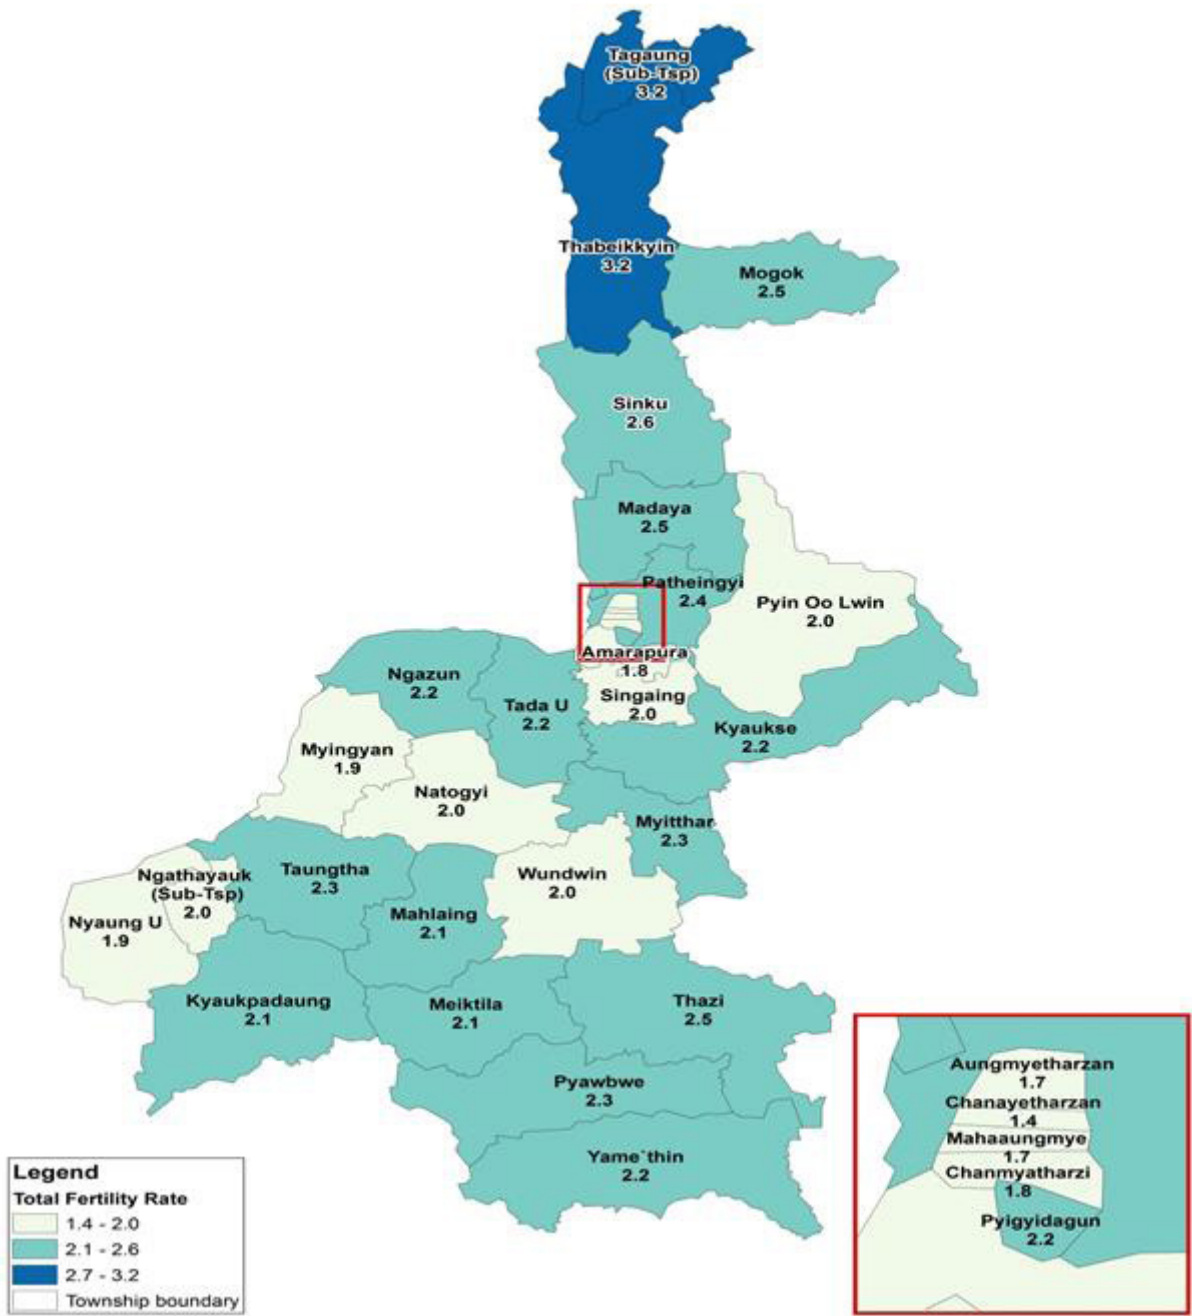 Tagaung
(Sub-Tsp)
3.2
Thabeikkyin
3.2
Mogok
2.5
Sinku
2.6
Madaya
2.5
Patheingyi
2.4
Pyin Oo Lwin
2.0
Amarapura
1.8
Singaing
2.0
Ngazun
2.2
Tada U
2.2
Kyaukse
2.2
Myingyan
1.9
Natogyi
2.0
Myitthar
2.3
Ngathayauk
(Sub-Tsp)
2.0
Taungtha
2.3
Wundwin
2.0
Nyaung U
1.9
Mahlaing
2.1
Kyaukpadaung
2.1
Meiktila
2.1
Thazi
2.5
Pyawbwe
2.3
Yame`thin
2.2
Aungmyetharzan
1.7
Chanayetharzan
1.4
Mahaaungmye
1.7
Chanmyatharzi
1.8
Pyigyidagun
2.2
Legend
Total Fertility Rate
1.4 - 2.0
2.1 - 2.6
2.7 - 3.2
Township boundary